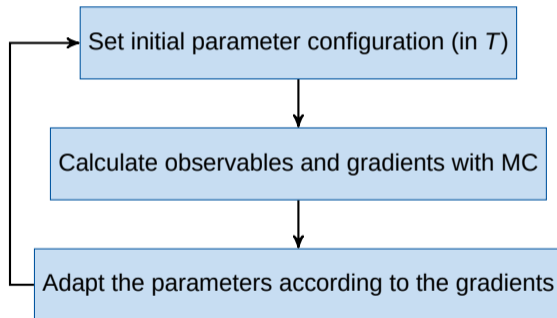 Set initial parameter configuration (in T)
Calculate observables and gradients with MC
Adapt the parameters according to the gradients